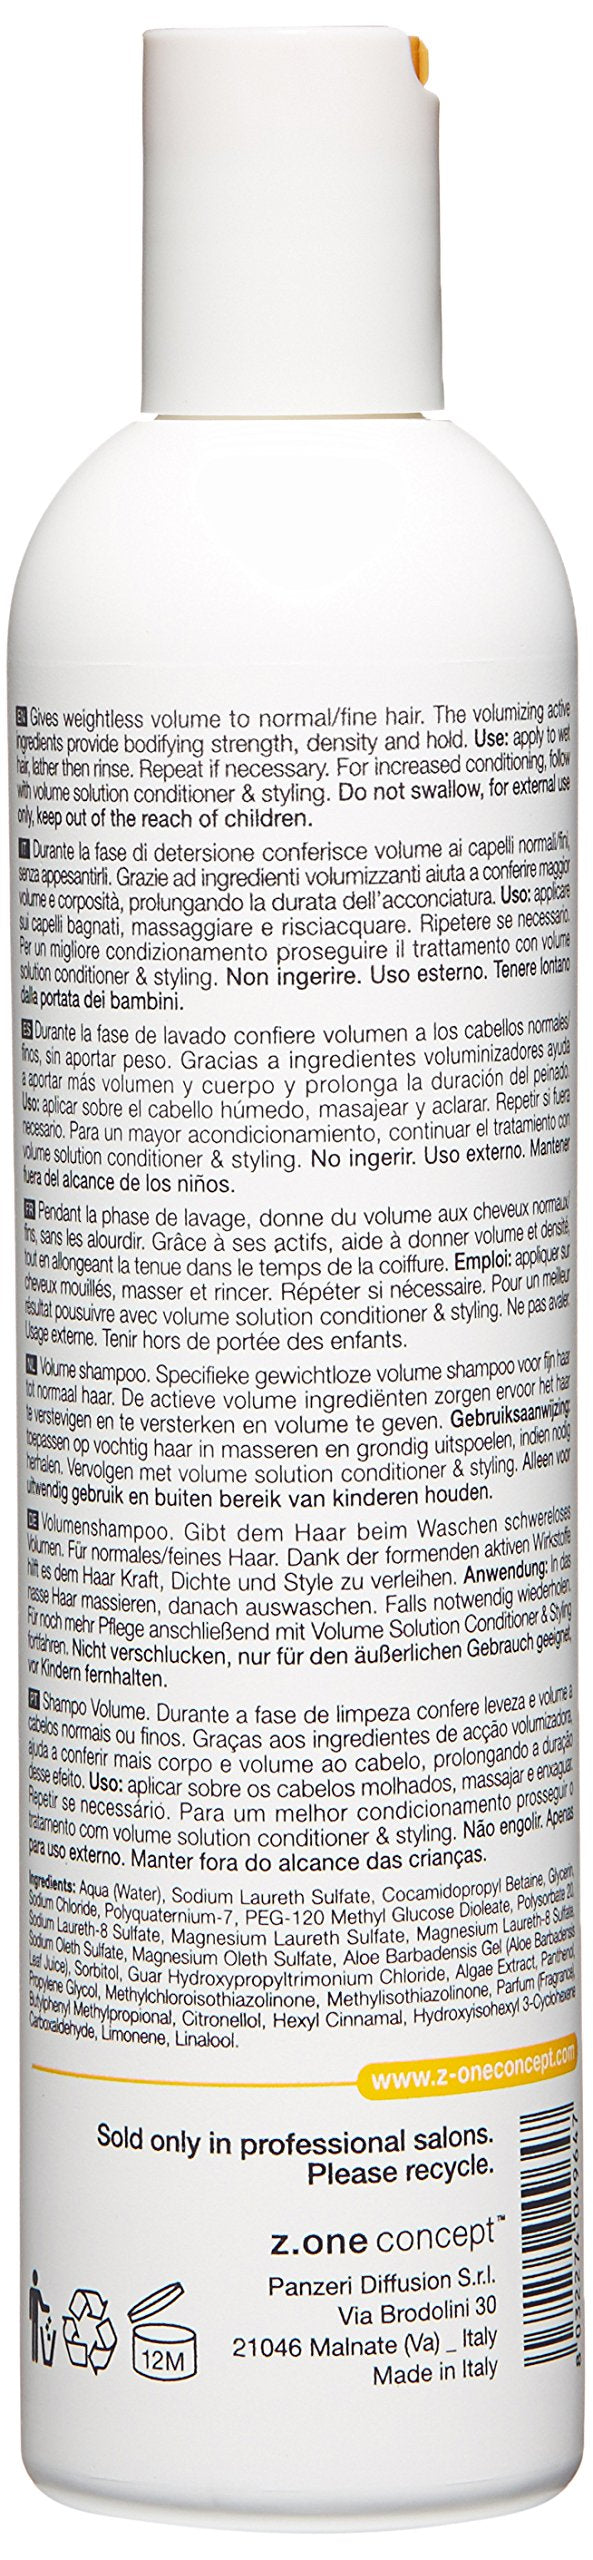 EN Gives weightless volume to normal/fine hair. The volumizing active
ingredients provide bodifying strength, density and hold. Use: apply to wet
hair, lather then rinse. Repeat if necessary. For increased conditioning, follow
with volume solution conditioner & styling. Do not swallow, for external use
only, keep out of the reach of children.
IT Durante la fase di detersione conferisce volume ai capelli normali/fini,
senza appesantirli. Grazie ad ingredienti volumizzanti aiuta a conferire maggior
volume e corposità, prolungando la durata dell'acconciatura. Uso: applicare
sui capelli bagnati, massaggiare e risciacquare. Ripetere se necessario.
Per un migliore condizionamento proseguire il trattamento con volume
solution conditioner & styling. Non ingerire. Uso esterno. Tenere lontano
dalla portata dei bambini.
ES Durante la fase de lavado confiere volumen a los cabellos normales/
finos, sin aportar peso. Gracias a ingredientes voluminizadores ayuda
a aportar más volumen y cuerpo y prolonga la duración del peinado.
Uso: aplicar sobre el cabello húmedo, masajear y aclarar. Repetir si fuera
necesario. Para un mayor acondicionamiento, continuar el tratamiento con
volume solution conditioner & styling. No ingerir. Uso externo. Mantener
fuera del alcance de los niños.
FR Pendant la phase de lavage, donne du volume aux cheveux normaux/
fins, sans les alourdir. Grâce à ses actifs, aide à donner volume et densité,
tout en allongeant la tenue dans le temps de la coiffure. Emploi: appliquer sur
cheveux mouillés, masser et rincer. Répéter si nécessaire. Pour un meilleur
résultat pousuivre avec volume solution conditioner & styling. Ne pas avaler.
Usage externe. Tenir hors de portée des enfants.
NL Volume shampoo. Specifieke gewichtloze volume shampoo voor fijn haar
tot normaal haar. De actieve volume ingrediënten zorgen ervoor het haar
te verstevigen en te versterken en volume te geven. Gebruiksaanwijzing:
toepassen op vochtig haar in masseren en grondig uitspoelen, indien nodig
herhalen. Vervolgen met volume solution conditioner & styling. Alleen voor
uitwendig gebruik en buiten bereik van kinderen houden.
DE Volumenshampoo. Gibt dem Haar beim Waschen schwereloses
Volumen. Für normales/feines Haar. Dank der formenden aktiven Wirkstoffe
hilft es dem Haar Kraft, Dichte und Style zu verleihen. Anwendung: In das
nasse Haar massieren, danach auswaschen. Falls notwendig wiederholen.
Für noch mehr Pflege anschließend mit Volume Solution Conditioner & Styling
fortfahren. Nicht verschlucken, nur für den äußerlichen Gebrauch geeignet,
vor Kindern fernhalten.
PT Shampo Volume. Durante a fase de limpeza confere leveza e volume a
cabelos normais ou finos. Graças aos ingredientes de acção volumizadora,
ajuda a conferir mais corpo e volume ao cabelo, prolongando a duração
desse efeito. Uso: aplicar sobre os cabelos molhados, massajar e enxaguar.
Repetir se necessário. Para um melhor condicionamento prosseguir o
tratamento com volume solution conditioner & styling. Não engolir. Apenas
para uso externo. Manter fora do alcance das crianças.
Ingredients: Aqua (Water), Sodium Laureth Sulfate, Cocamidopropyl Betaine, Glycerin,
Sodium Chloride, Polyquaternium-7, PEG-120 Methyl Glucose Dioleate, Polysorbate 20,
Sodium Laureth-8 Sulfate, Magnesium Laureth Sulfate, Magnesium Laureth-8 Sulfate,
Sodium Oleth Sulfate, Magnesium Oleth Sulfate, Aloe Barbadensis Gel (Aloe Barbadensis
Leaf Juice), Sorbitol, Guar Hydroxypropyltrimonium Chloride, Algae Extract, Panthenol,
Propylene Glycol, Methylchloroisothiazolinone, Methylisothiazolinone, Parfum (Fragrance),
Butylphenyl Methylpropional, Citronellol, Hexyl Cinnamal, Hydroxyisohexyl 3-Cyclohexene
Carboxaldehyde, Limonene, Linalool.
www.z-oneconcept.com
Sold only in professional salons.
Please recycle.
z.one concept™
Panzeri Diffusion S.r.l.
Via Brodolini 30
21046 Malnate (Va) _ Italy
Made in Italy
12M
8 032274 049647